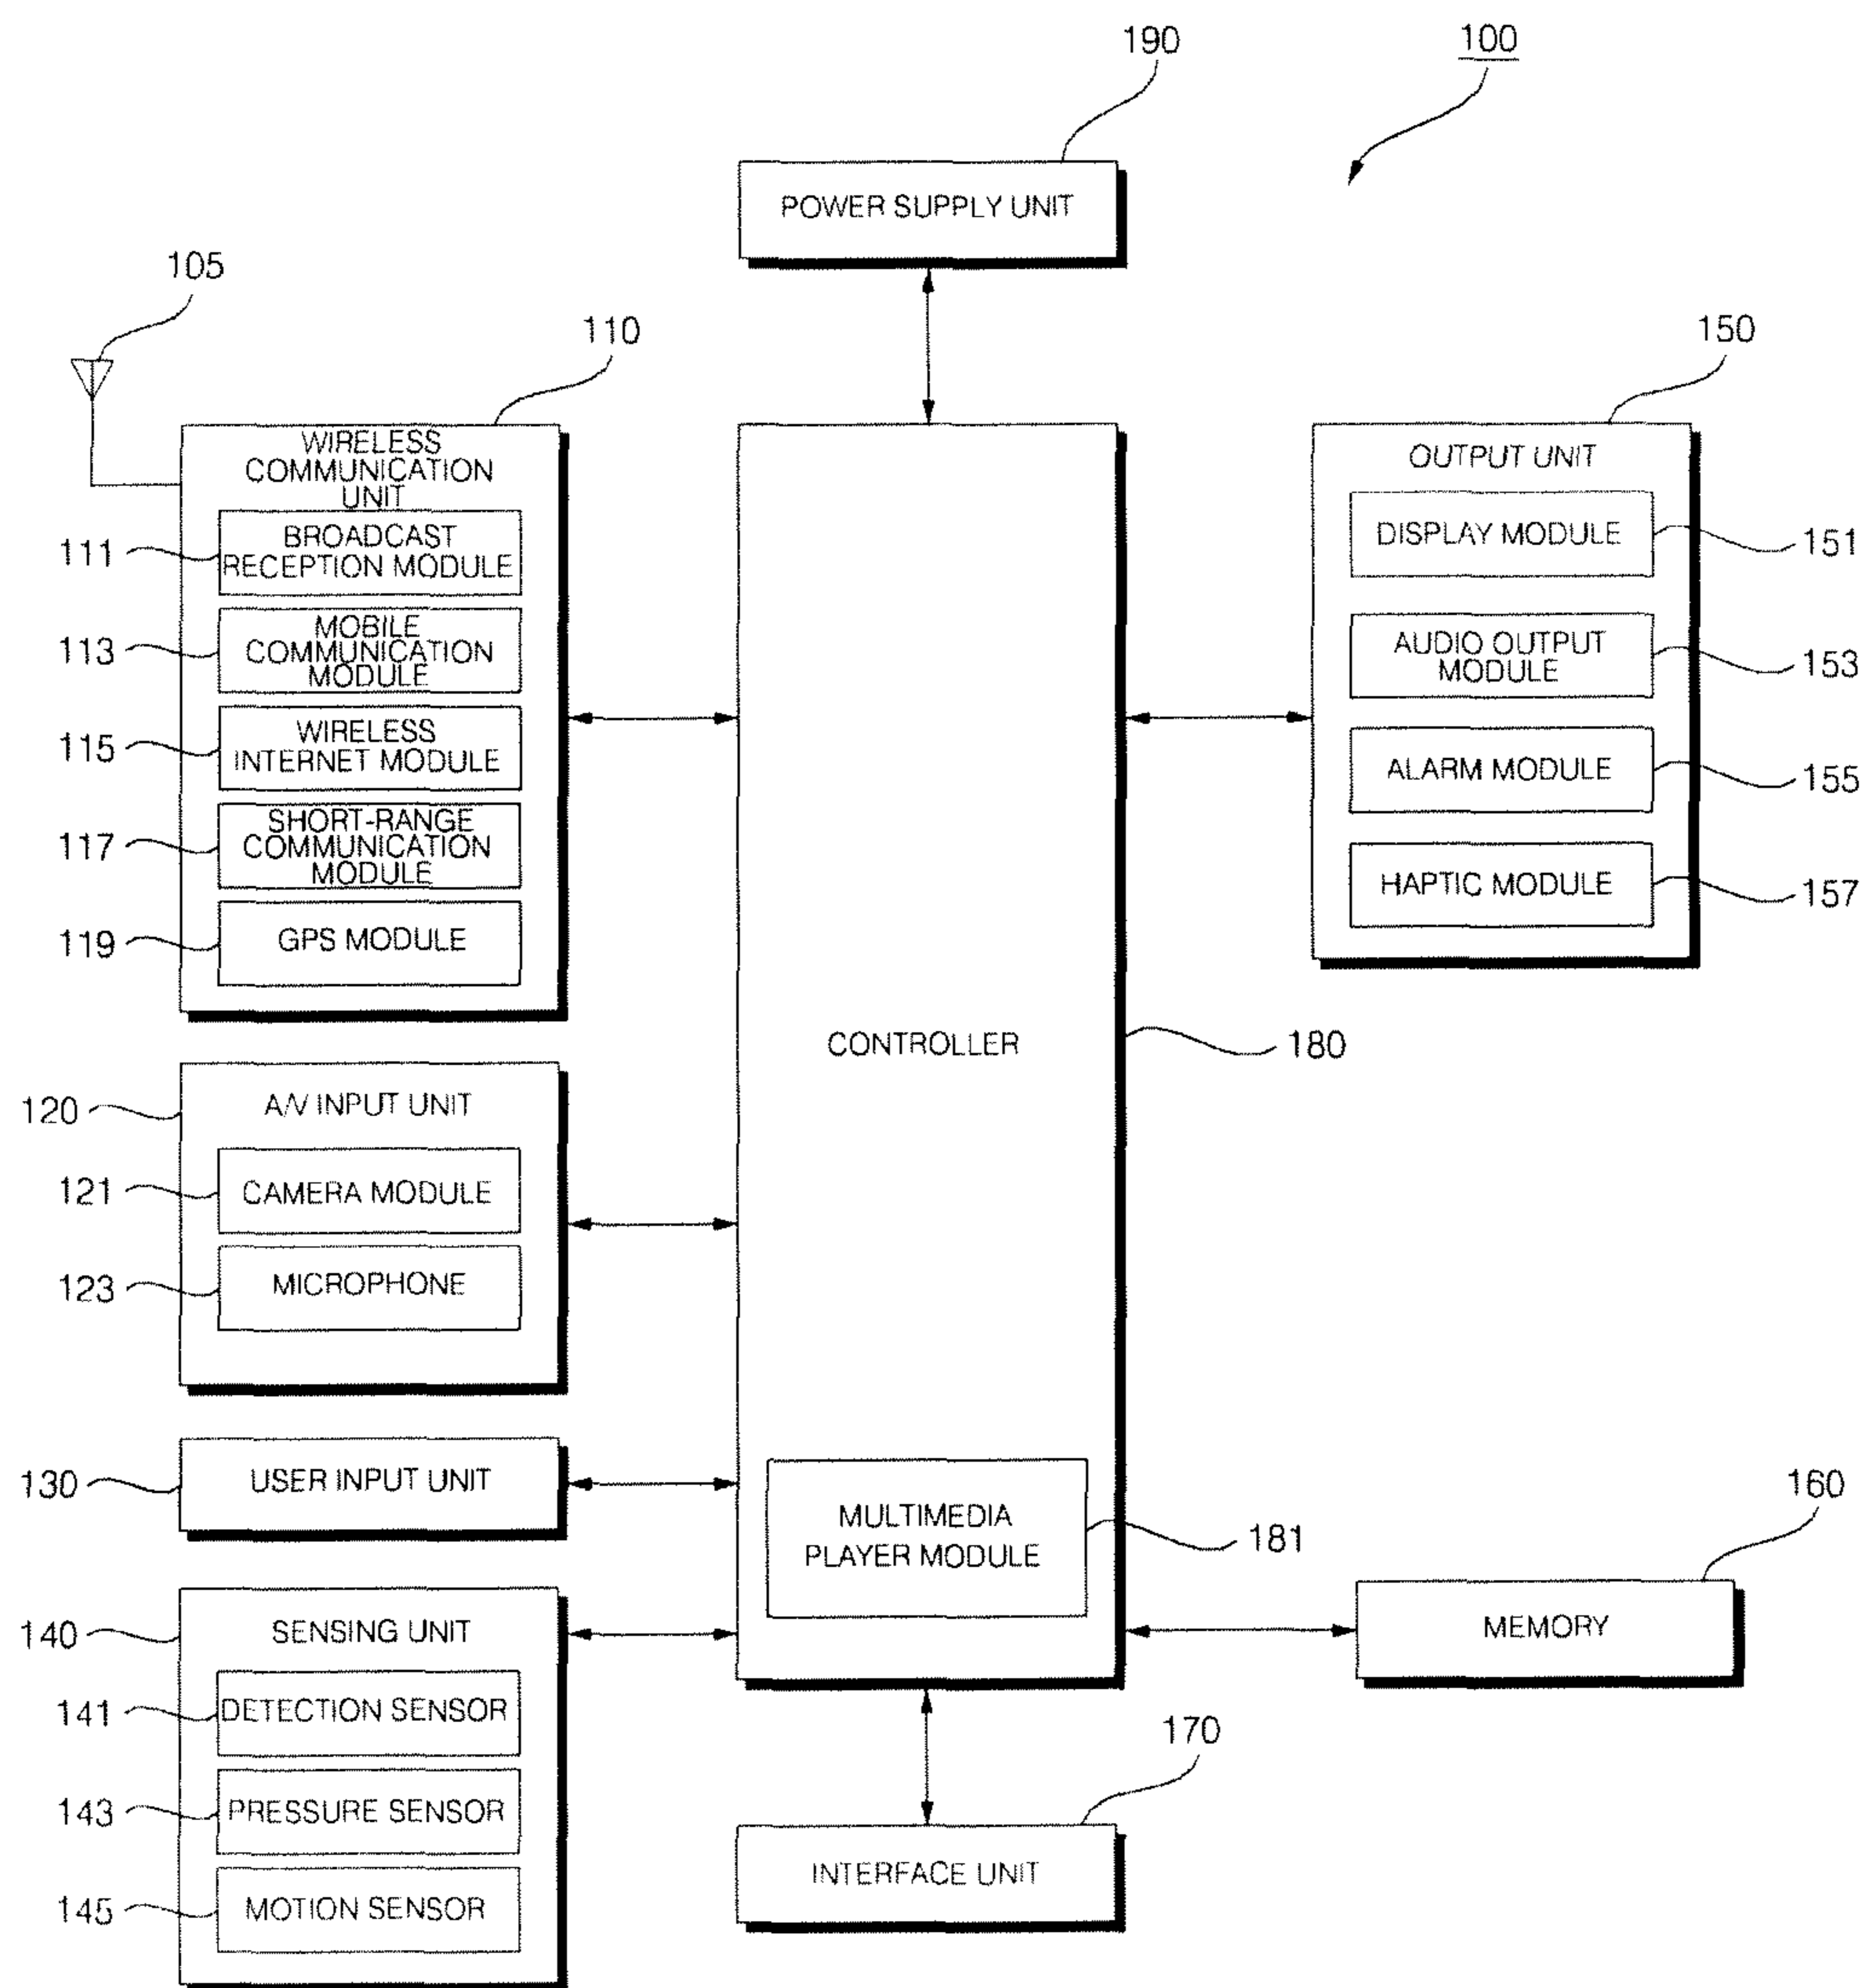 100
190
POWER SUPPLY UNIT
105
110
WIRELESS
COMMUNICATION
UNIT
111
BROADCAST
RECEPTION MODULE
113
MOBILE
COMMUNICATION
MODULE
115
WIRELESS
INTERNET MODULE
117
SHORT-RANGE
COMMUNICATION
MODULE
119
GPS MODULE
120
A/V INPUT UNIT
121
CAMERA MODULE
123
MICROPHONE
130
USER INPUT UNIT
140
SENSING UNIT
141
DETECTION SENSOR
143
PRESSURE SENSOR
145
MOTION SENSOR
CONTROLLER
180
MULTIMEDIA
PLAYER MODULE
181
150
OUTPUT UNIT
DISPLAY MODULE
151
AUDIO OUTPUT
MODULE
153
ALARM MODULE
155
HAPTIC MODULE
157
160
MEMORY
170
INTERFACE UNIT